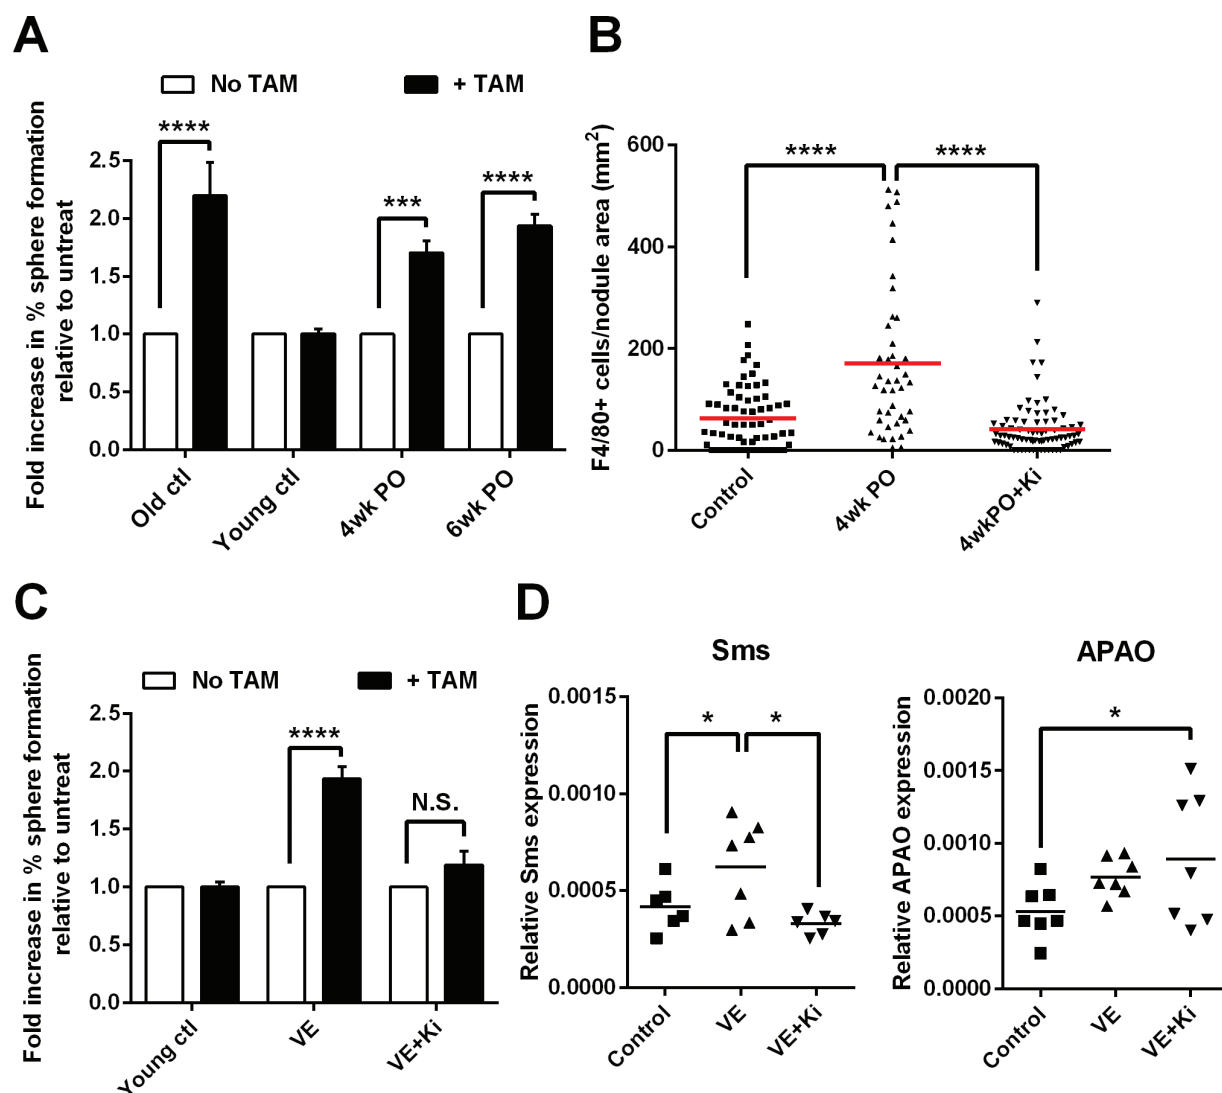 A
No TAM
+ TAM
Fold increase in % sphere formation
relative to untreat
2.5
2.0
1.5
1.0
0.5
0.0
****
***
****
Old ctl
Young ctl
4wk PO
6wk PO
B
F4/80+ cells/nodule area (mm²)
600
400
200
0
****
****
Control
4wk PO
4wkPO+Ki
C
No TAM
+ TAM
Fold increase in % sphere formation
relative to untreat
2.5
2.0
1.5
1.0
0.5
0.0
****
N.S.
Young ctl
VE
VE+Ki
D
Sms
Relative Sms expression
0.0015
0.0010
0.0005
0.0000
*
*
Control
VE
VE+Ki
APAO
Relative APAO expression
0.0020
0.0015
0.0010
0.0005
0.0000
*
Control
VE
VE+Ki